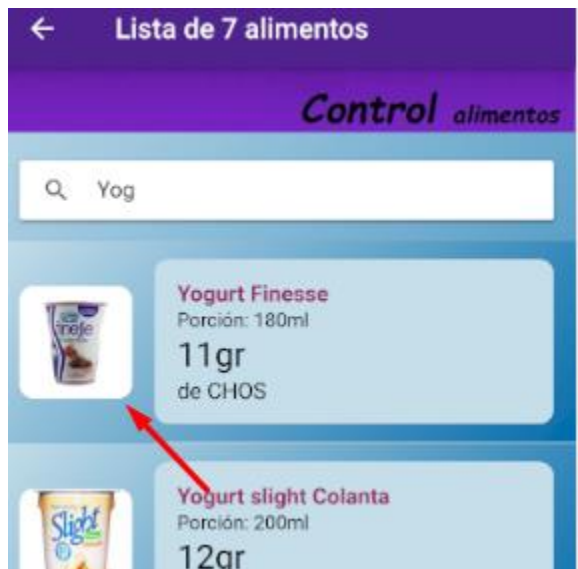 Lista de 7 alimentos
Control alimentos
Yog
Yogurt Finesse
Porción: 180ml
11gr
de CHOS
Yogurt slight Colanta
Porción: 200ml
12gr
Slight